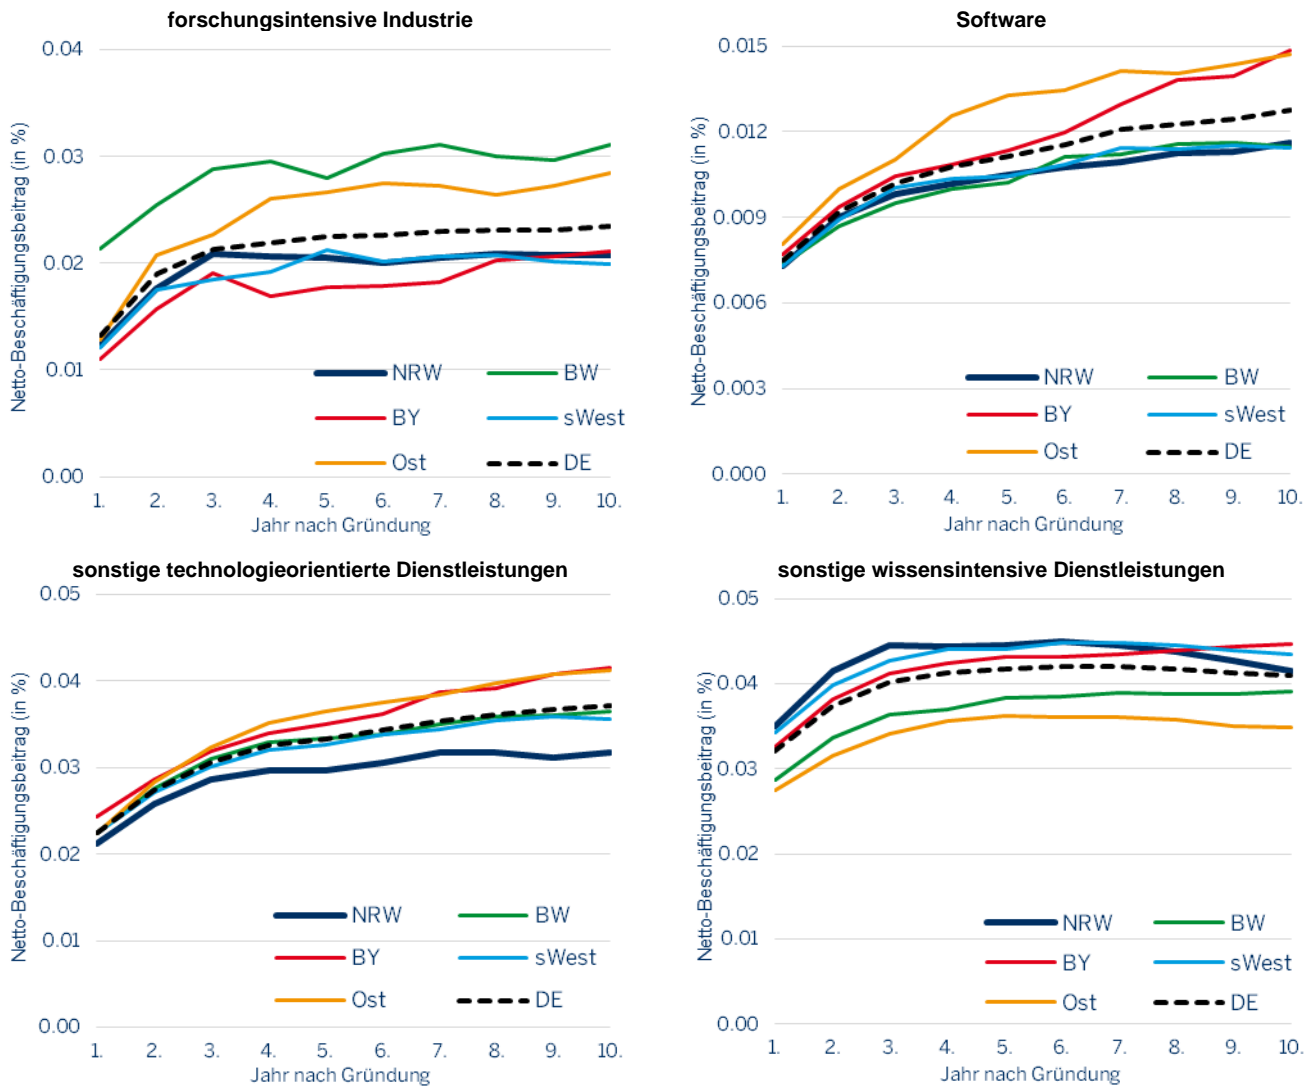 forschungsintensive Industrie
0.04
0.03
0.02
0.01
0.00
Netto-Beschäftigungsbeitrag (in %)
NRW
BW
BY
sWest
Ost
DE
1. 2. 3. 4. 5. 6. 7. 8. 9. 10.
Jahr nach Gründung
Software
0.015
0.012
0.009
0.006
0.003
0.000
Netto-Beschäftigungsbeitrag (in %)
NRW
BW
BY
sWest
Ost
DE
1. 2. 3. 4. 5. 6. 7. 8. 9. 10.
Jahr nach Gründung
sonstige technologieorientierte Dienstleistungen
0.05
0.04
0.03
0.02
0.01
0.00
Netto-Beschäftigungsbeitrag (in %)
NRW
BW
BY
sWest
Ost
DE
1. 2. 3. 4. 5. 6. 7. 8. 9. 10.
Jahr nach Gründung
sonstige wissensintensive Dienstleistungen
0.05
0.04
0.03
0.02
0.01
0.00
Netto-Beschäftigungsbeitrag (in %)
NRW
BW
BY
sWest
Ost
DE
1. 2. 3. 4. 5. 6. 7. 8. 9. 10.
Jahr nach Gründung